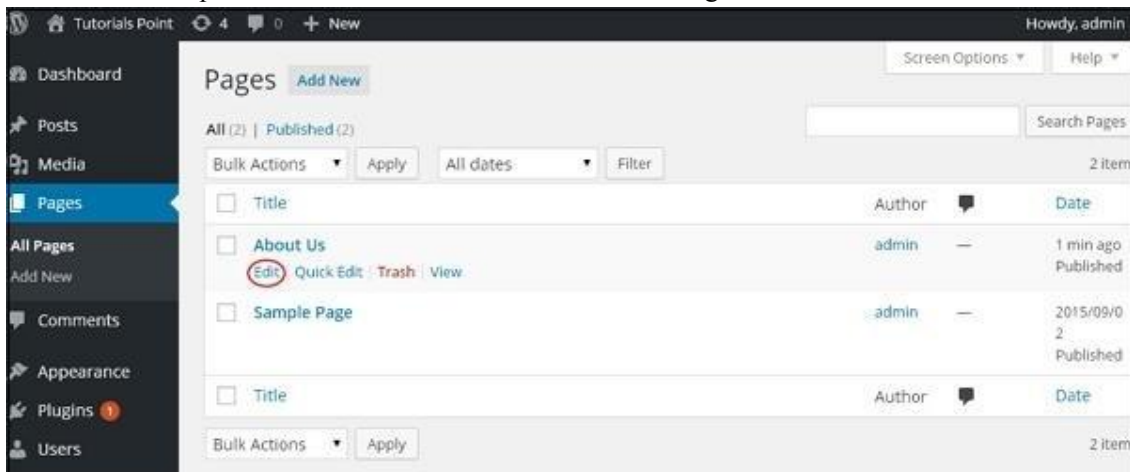 Tutorials Point 4 0 + New Howdy, admin
Screen Options Help
Dashboard
Pages Add New
Posts
All (2) | Published (2) Search Pages
Media
Bulk Actions Apply All dates Filter 2 item
Pages
Title Author Date
All Pages
About Us admin — 1 min ago
Published
Edit | Quick Edit | Trash | View
Add New
Sample Page admin — 2015/09/0
2
Published
Comments
Appearance
Title Author Date
Plugins 1
Users
Bulk Actions Apply 2 item